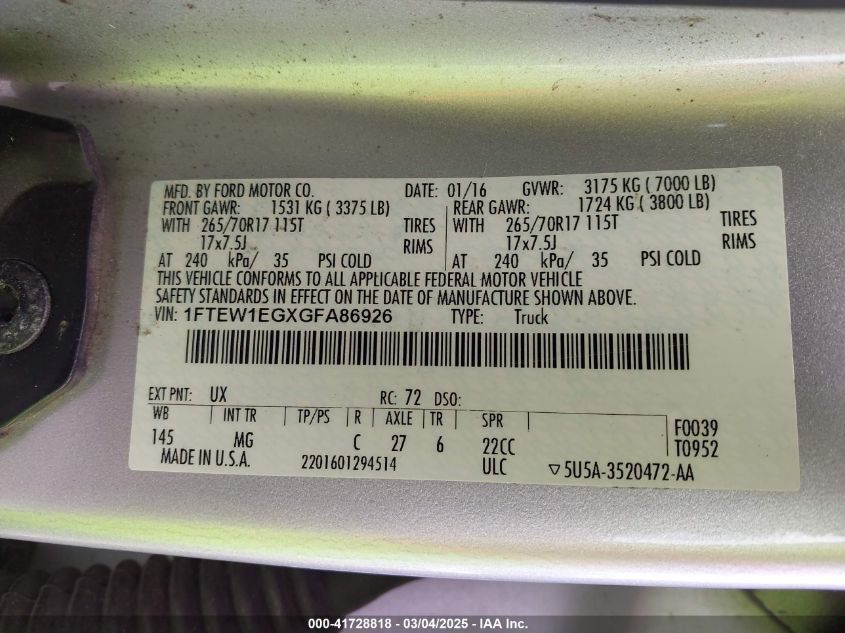 MFD. BY FORD MOTOR CO. DATE: 01/16 GVWR: 3175 KG ( 7000 LB)
FRONT GAWR: 1531 KG ( 3375 LB) REAR GAWR: 1724 KG ( 3800 LB)
WITH 265/70R17 115T TIRES WITH 265/70R17 115T TIRES
17x7.5J RIMS 17x7.5J RIMS
AT 240 kPa/ 35 PSI COLD AT 240 kPa/ 35 PSI COLD
THIS VEHICLE CONFORMS TO ALL APPLICABLE FEDERAL MOTOR VEHICLE
SAFETY STANDARDS IN EFFECT ON THE DATE OF MANUFACTURE SHOWN ABOVE.
VIN: 1FTEW1EGXGFA86926 TYPE: Truck
EXT PNT: UX RC: 72 DSO:
WB INT TR TP/PS R AXLE TR SPR F0039
145 MG C 27 6 22CC T0952
MADE IN U.S.A. 2201601294514 ULC ▽5U5A-3520472-AA
000-41728818 - 03/04/2025 - IAA Inc.